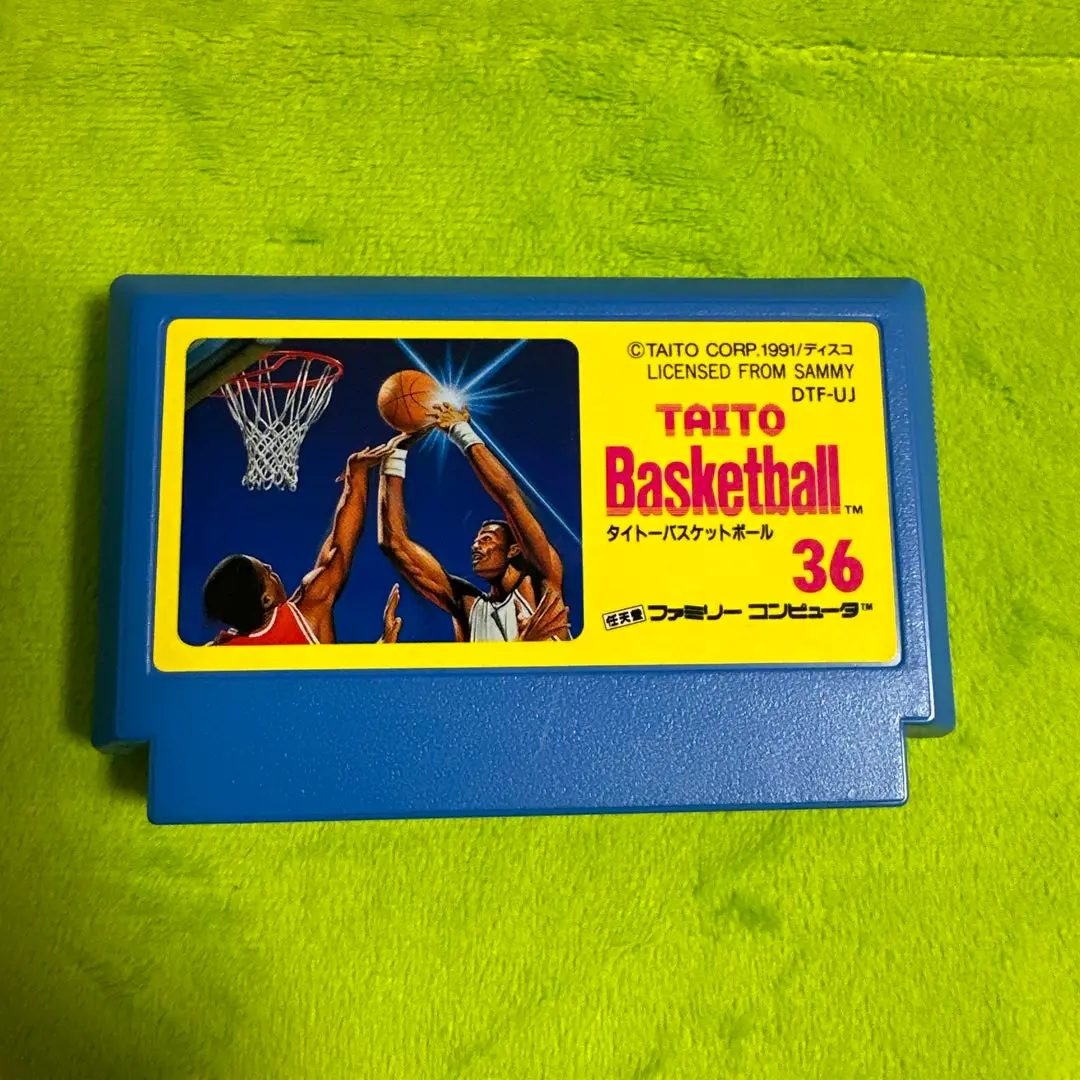 ©TAITO CORP.1991/ディスコ
LICENSED FROM SAMMY
DTF-UJ
TAITO
Basketball™
タイトーバスケットボール
36
任天堂 ファミリー コンピュータ™